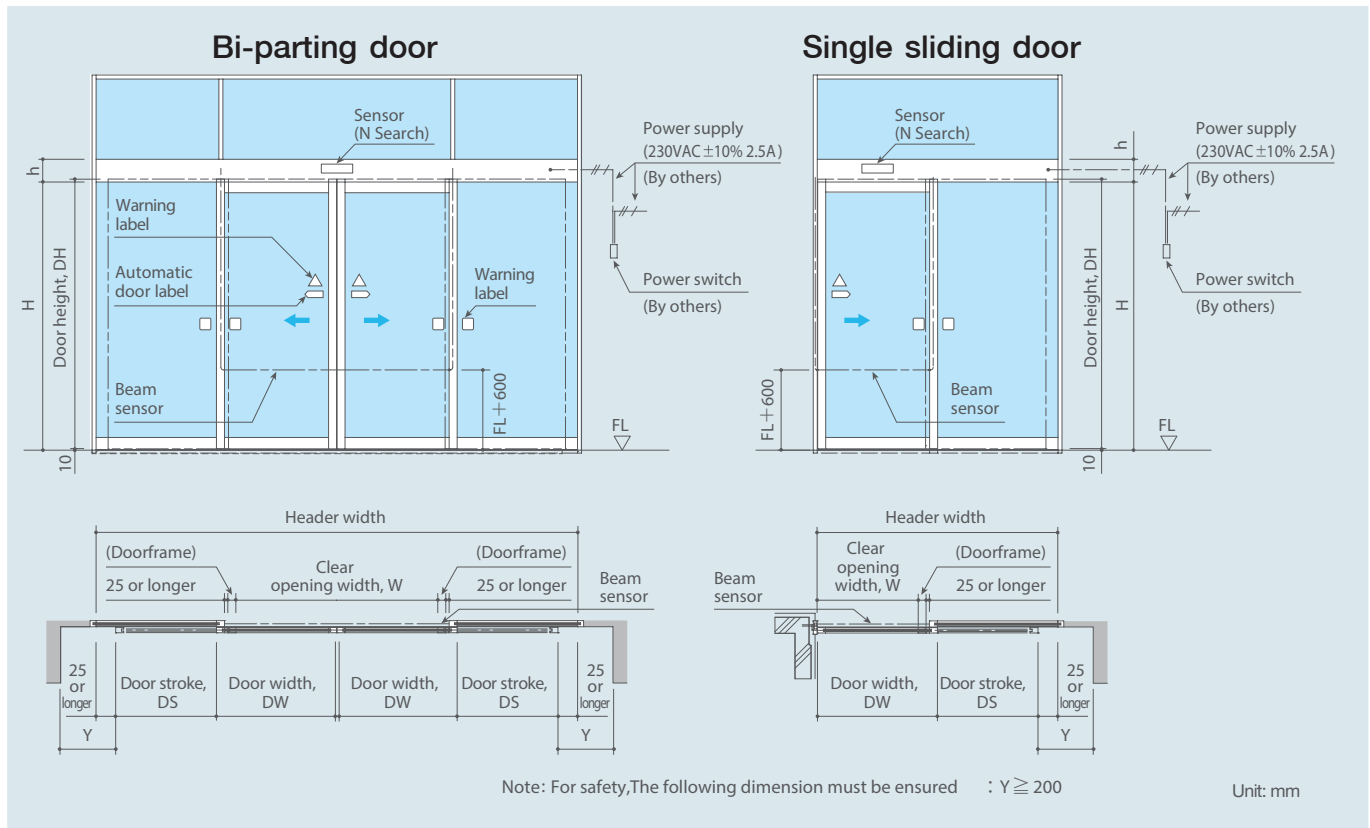 Bi-parting door
Sensor
(N Search)
Power supply
(230VAC ±10% 2.5A)
(By others)
h
Warning
label
Automatic
door label
Warning
label
Power switch
(By others)
H
Door height, DH
Beam
sensor
FL+600
FL
10
Single sliding door
Sensor
(N Search)
Power supply
(230VAC ±10% 2.5A)
(By others)
h
Power switch
(By others)
Door height, DH
H
Beam
sensor
FL+600
FL
10
Header width
(Doorframe)
25 or longer
Clear
opening width, W
(Doorframe)
25 or longer
Beam
sensor
25
or
longer
Door stroke,
DS
Door width,
DW
Door width,
DW
Door stroke,
DS
25
or
longer
Y
Y
Header width
Clear
opening
width, W
(Doorframe)
25 or longer
Beam
sensor
Door width,
DW
Door stroke,
DS
25
or
longer
Y
Note: For safety,The following dimension must be ensured : Y ≧ 200
Unit: mm